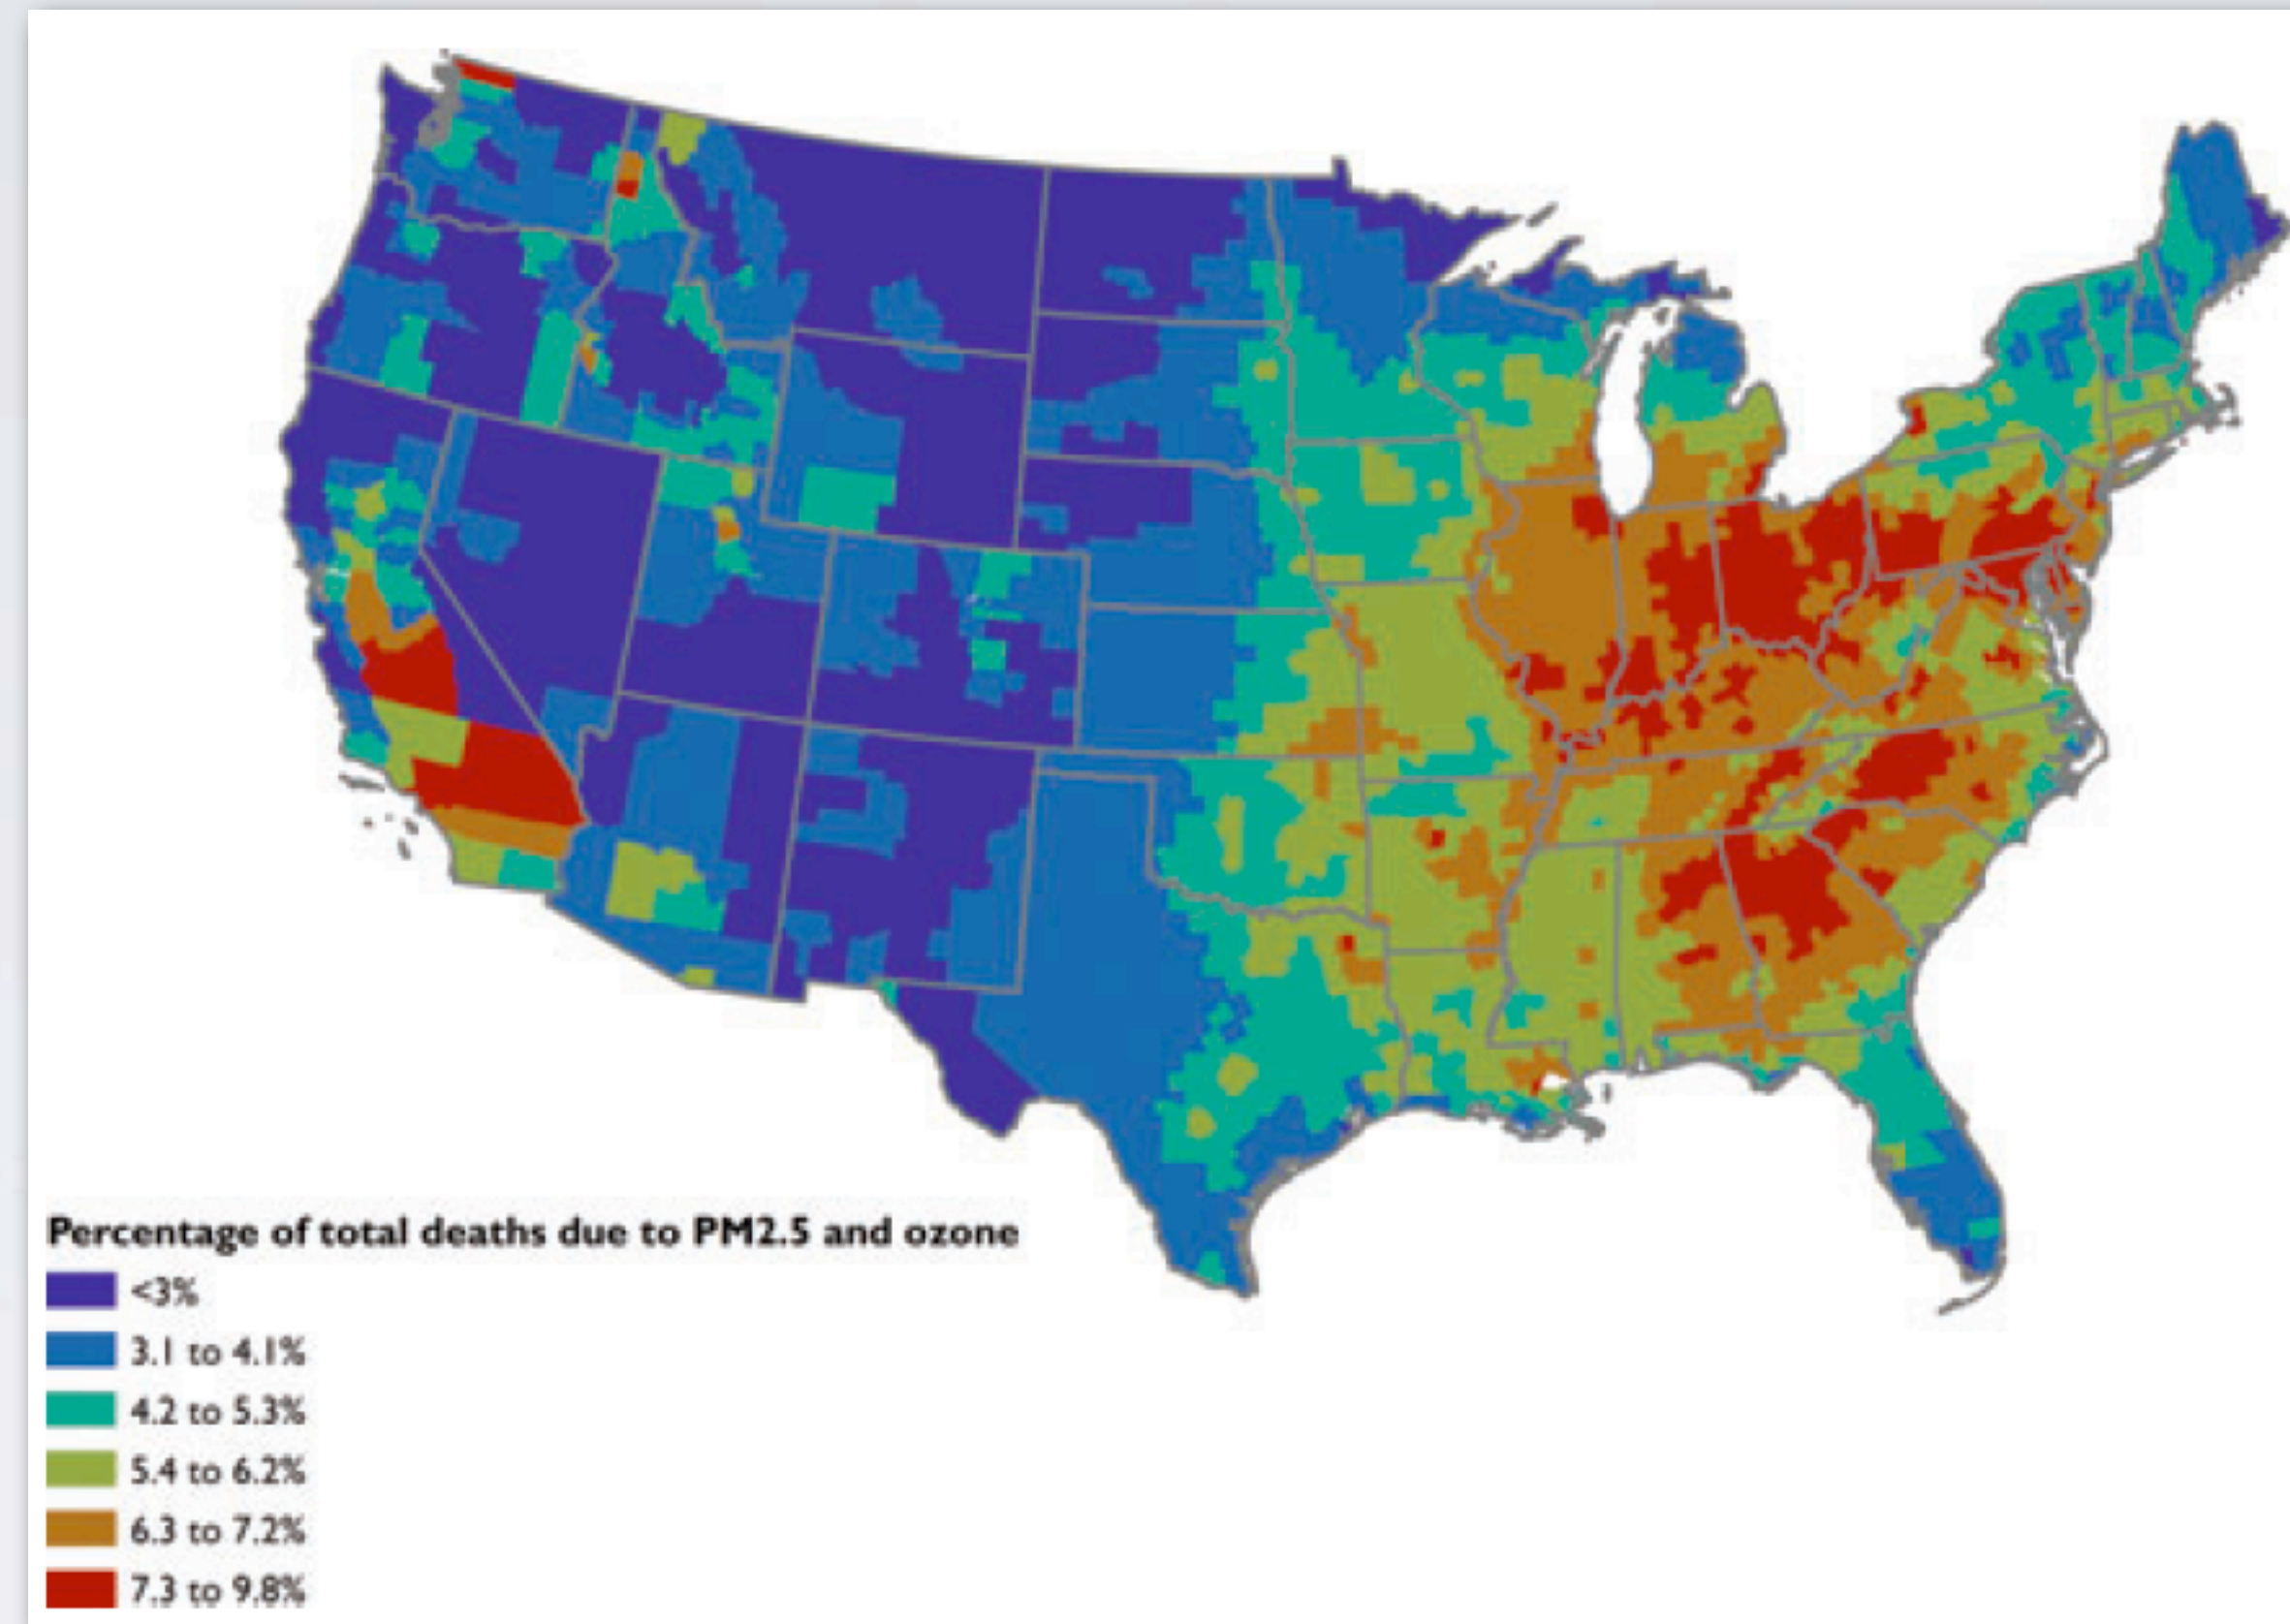 Percentage of total deaths due to PM2.5 and ozone
<3%
3.1 to 4.1%
4.2 to 5.3%
5.4 to 6.2%
6.3 to 7.2%
7.3 to 9.8%